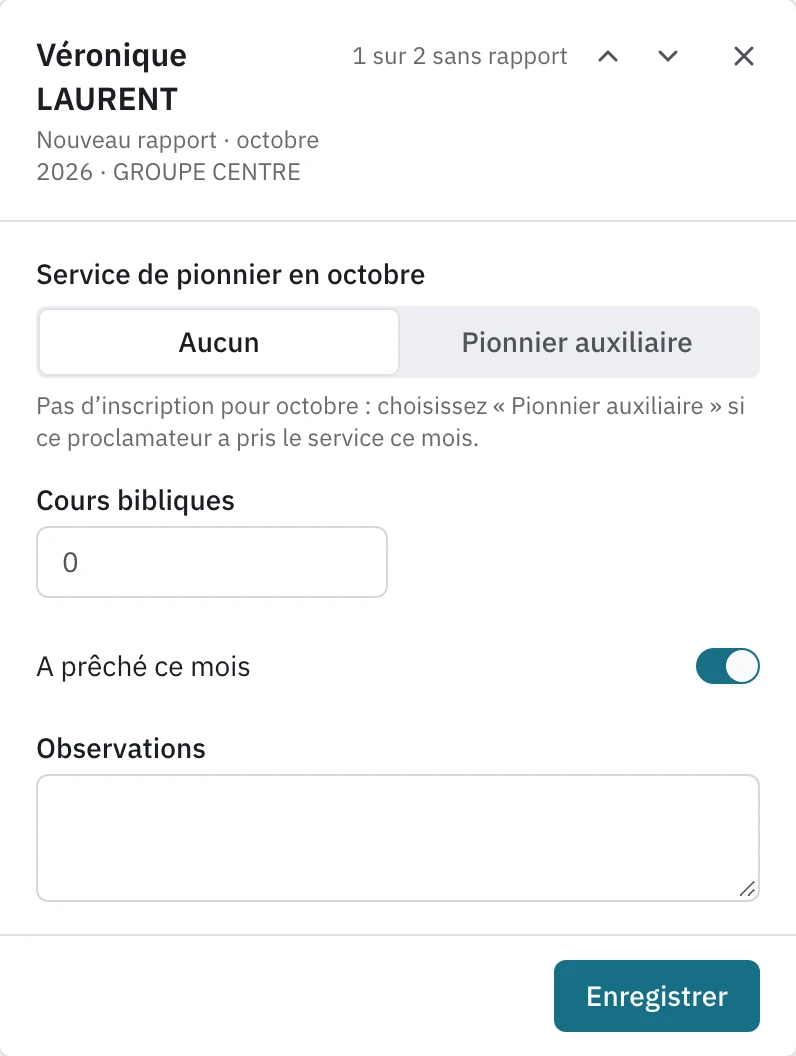 Véronique
LAURENT
1 sur 2 sans rapport
Nouveau rapport · octobre
2026 · GROUPE CENTRE
Service de pionnier en octobre
Aucun
Pionnier auxiliaire
Pas d’inscription pour octobre : choisissez « Pionnier auxiliaire » si
ce proclamateur a pris le service ce mois.
Cours bibliques
0
A prêché ce mois
Observations
Enregistrer